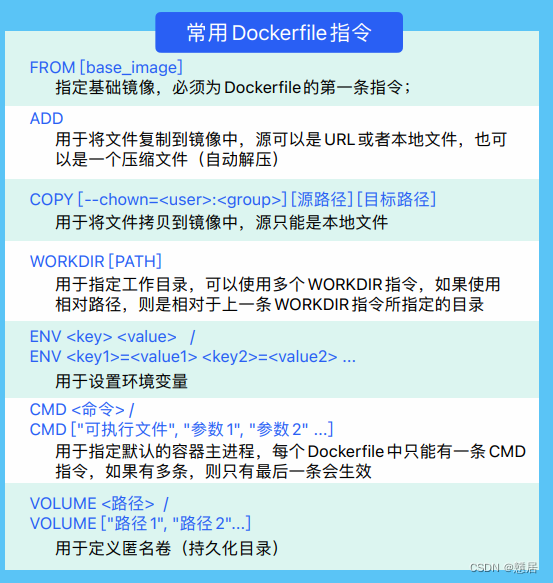 常用Dockerfile指令
FROM [base_image]
指定基础镜像，必须为Dockerfile的第一条指令；
ADD
用于将文件复制到镜像中，源可以是URL或者本地文件，也可
以是一个压缩文件（自动解压）
COPY [--chown=<user>:<group>][源路径][目标路径]
用于将文件拷贝到镜像中，源只能是本地文件
WORKDIR [PATH]
用于指定工作目录，可以使用多个WORKDIR指令，如果使用
相对路径，则是相对于上一条WORKDIR指令所指定的目录
ENV <key> <value> /
ENV <key1>=<value1> <key2>=<value2> ...
用于设置环境变量
CMD <命令> /
CMD ["可执行文件", "参数1", "参数2" ...]
用于指定默认的容器主进程，每个Dockerfile中只能有一条CMD
指令，如果有多条，则只有最后一条会生效
VOLUME <路径> /
VOLUME ["路径1", "路径2"...]
用于定义匿名卷（持久化目录）
CSDN @憩居